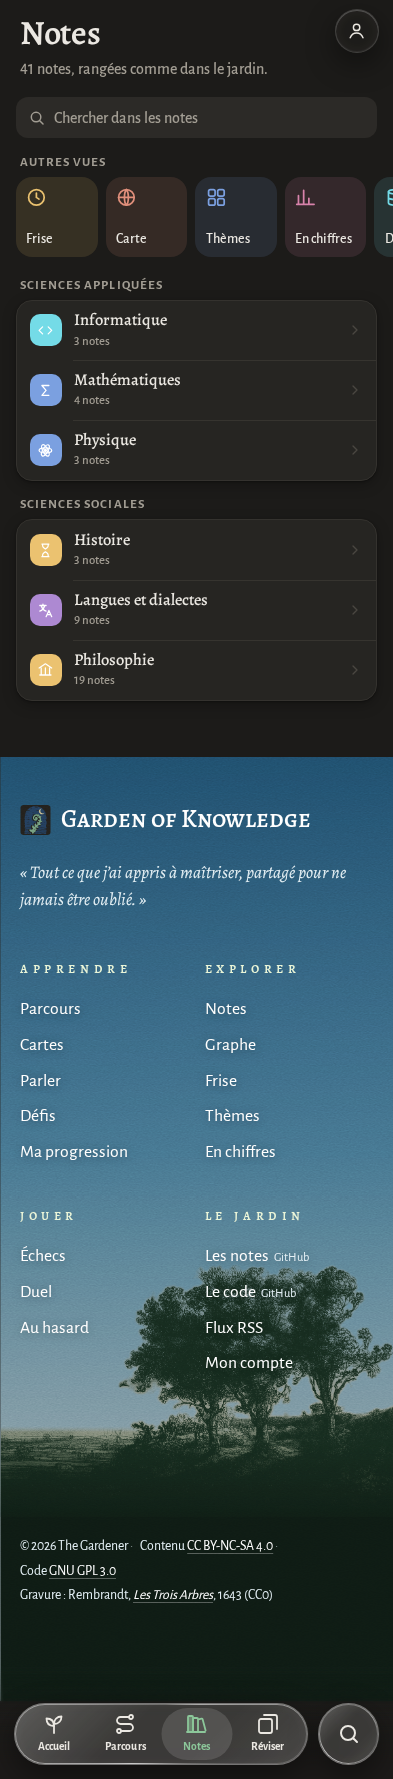 Notes
41 notes, rangées comme dans le jardin.
Chercher dans les notes
AUTRES VUES
Frise
Carte
Thèmes
En chiffres
SCIENCES APPLIQUÉES
Informatique
3 notes
Mathématiques
4 notes
Physique
3 notes
SCIENCES SOCIALES
Histoire
3 notes
Langues et dialectes
9 notes
Philosophie
19 notes
GARDEN OF KNOWLEDGE
« Tout ce que j’ai appris à maîtriser, partagé pour ne
jamais être oublié. »
APPRENDRE
Parcours
Cartes
Parler
Défis
Ma progression
EXPLORER
Notes
Graphe
Frise
Thèmes
En chiffres
JOUER
Échecs
Duel
Au hasard
LE JARDIN
Les notes GitHub
Le code GitHub
Flux RSS
Mon compte
© 2026 The Gardener · Contenu CC BY-NC-SA 4.0 ·
Code GNU GPL 3.0
Gravure : Rembrandt, Les Trois Arbres, 1643 (CC0)
Accueil
Parcours
Notes
Réviser